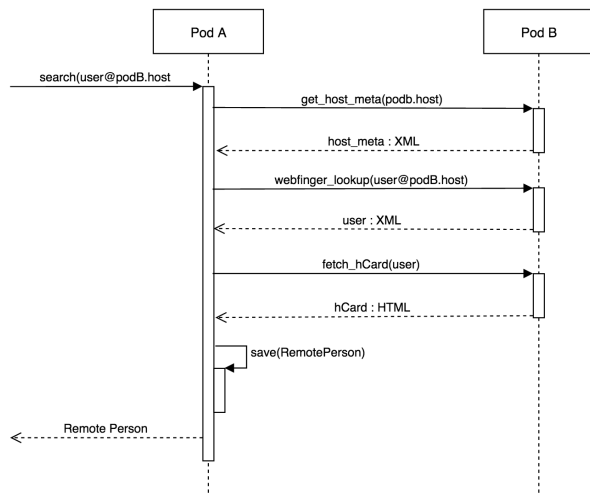 Pod A
Pod B
search(user@podB.host
get_host_meta(podb.host)
host_meta : XML
webfinger_lookup(user@podB.host)
user : XML
fetch_hCard(user)
hCard : HTML
save(RemotePerson)
Remote Person